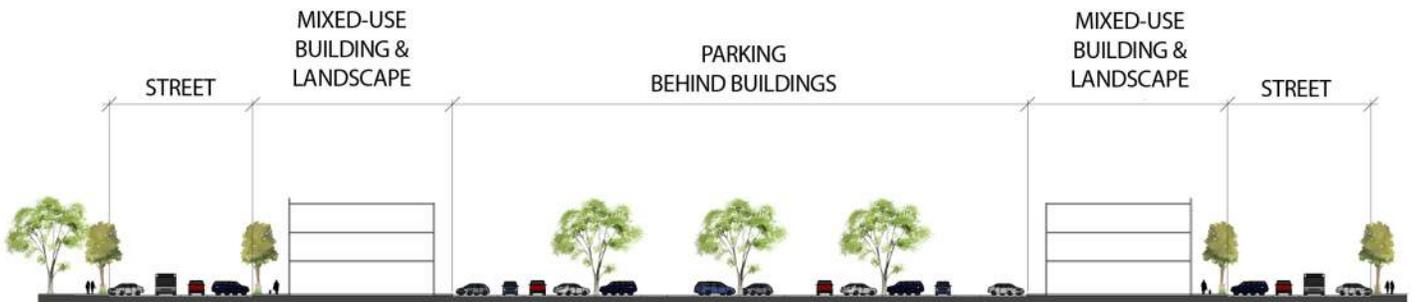 STREET
MIXED-USE
BUILDING &
LANDSCAPE
PARKING
BEHIND BUILDINGS
MIXED-USE
BUILDING &
LANDSCAPE
STREET